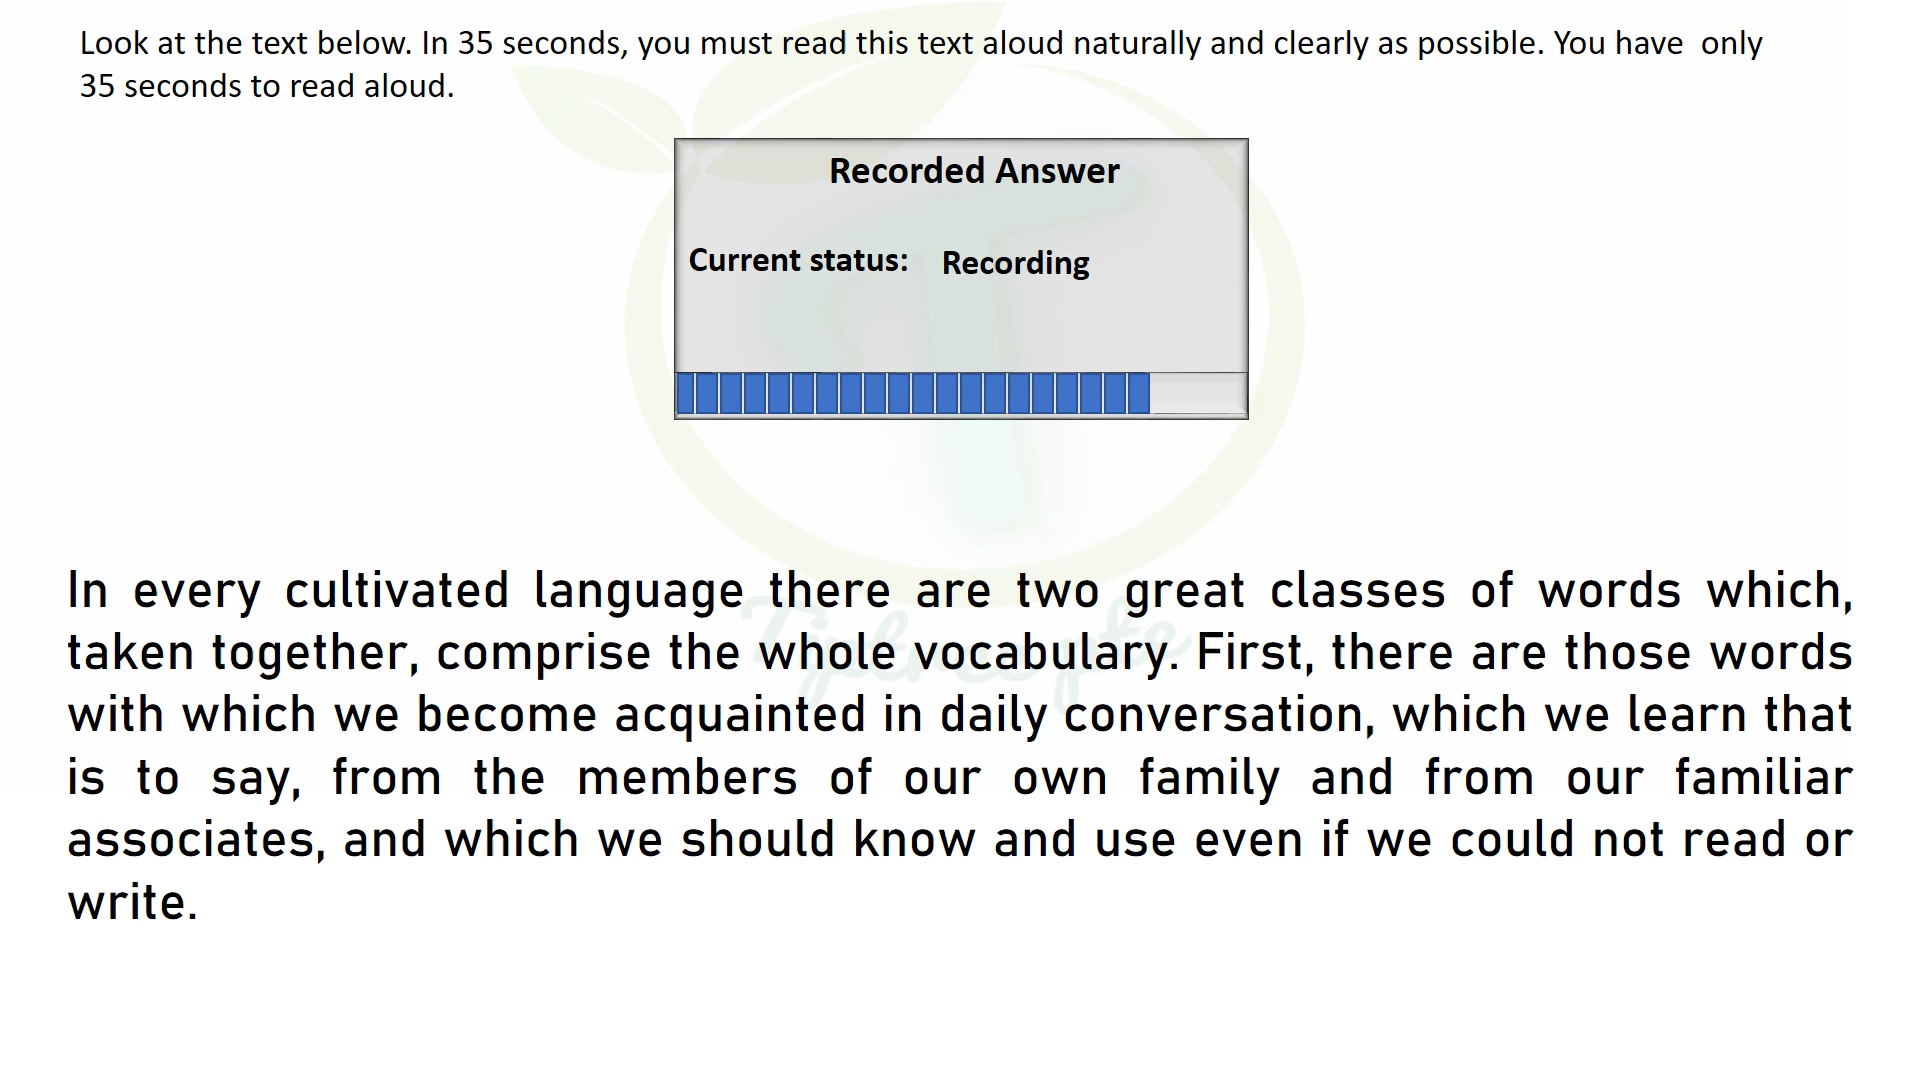 Look at the text below. In 35 seconds, you must read this text aloud naturally and clearly as possible. You have  only
35 seconds to read aloud.
Recorded Answer
Current status: Recording
In every cultivated language there are two great classes of words which,
taken together, comprise the whole vocabulary. First, there are those words
with which we become acquainted in daily conversation, which we learn that
is to say, from the members of our own family and from our familiar
associates, and which we should know and use even if we could not read or
write.